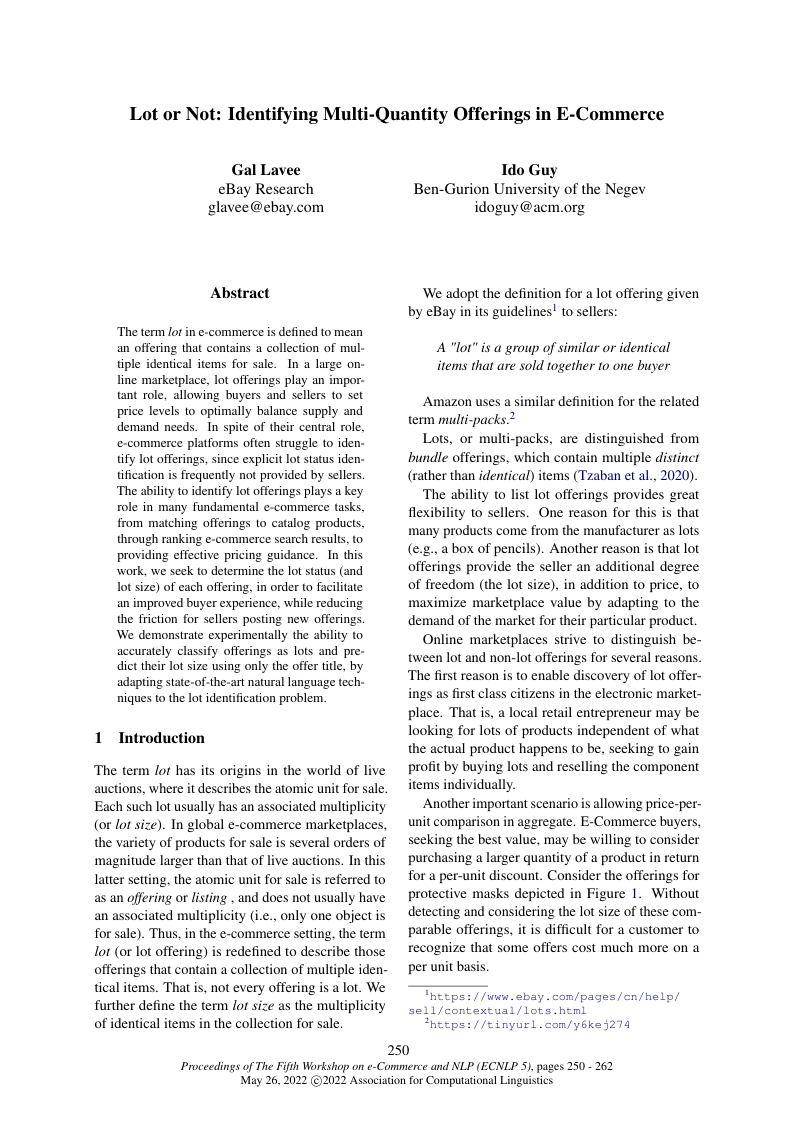 Lot or Not: Identifying Multi-Quantity Offerings in E-Commerce
Gal Lavee
eBay Research
glavee@ebay.com
Ido Guy
Ben-Gurion University of the Negev
idoguy@acm.org
Abstract
The term lot in e-commerce is defined to mean
an offering that contains a collection of mul-
tiple identical items for sale. In a large on-
line marketplace, lot offerings play an impor-
tant role, allowing buyers and sellers to set
price levels to optimally balance supply and
demand needs. In spite of their central role,
e-commerce platforms often struggle to iden-
tify lot offerings, since explicit lot status iden-
tification is frequently not provided by sellers.
The ability to identify lot offerings plays a key
role in many fundamental e-commerce tasks,
from matching offerings to catalog products,
through ranking e-commerce search results, to
providing effective pricing guidance. In this
work, we seek to determine the lot status (and
lot size) of each offering, in order to facilitate
an improved buyer experience, while reducing
the friction for sellers posting new offerings.
We demonstrate experimentally the ability to
accurately classify offerings as lots and pre-
dict their lot size using only the offer title, by
adapting state-of-the-art natural language tech-
niques to the lot identification problem.
1 Introduction
The term lot has its origins in the world of live
auctions, where it describes the atomic unit for sale.
Each such lot usually has an associated multiplicity
(or lot size). In global e-commerce marketplaces,
the variety of products for sale is several orders of
magnitude larger than that of live auctions. In this
latter setting, the atomic unit for sale is referred to
as an offering or listing , and does not usually have
an associated multiplicity (i.e., only one object is
for sale). Thus, in the e-commerce setting, the term
lot (or lot offering) is redefined to describe those
offerings that contain a collection of multiple iden-
tical items. That is, not every offering is a lot. We
further define the term lot size as the multiplicity
of identical items in the collection for sale.
We adopt the definition for a lot offering given
by eBay in its guidelines1 to sellers:
A "lot" is a group of similar or identical
items that are sold together to one buyer
Amazon uses a similar definition for the related
term multi-packs.2
Lots, or multi-packs, are distinguished from
bundle offerings, which contain multiple distinct
(rather than identical) items (Tzaban et al., 2020).
The ability to list lot offerings provides great
flexibility to sellers. One reason for this is that
many products come from the manufacturer as lots
(e.g., a box of pencils). Another reason is that lot
offerings provide the seller an additional degree
of freedom (the lot size), in addition to price, to
maximize marketplace value by adapting to the
demand of the market for their particular product.
Online marketplaces strive to distinguish be-
tween lot and non-lot offerings for several reasons.
The first reason is to enable discovery of lot offer-
ings as first class citizens in the electronic market-
place. That is, a local retail entrepreneur may be
looking for lots of products independent of what
the actual product happens to be, seeking to gain
profit by buying lots and reselling the component
items individually.
Another important scenario is allowing price-per-
unit comparison in aggregate. E-Commerce buyers,
seeking the best value, may be willing to consider
purchasing a larger quantity of a product in return
for a per-unit discount. Consider the offerings for
protective masks depicted in Figure 1. Without
detecting and considering the lot size of these com-
parable offerings, it is difficult for a customer to
recognize that some offers cost much more on a
per unit basis.
1https://www.ebay.com/pages/cn/help/
sell/contextual/lots.html
2https://tinyurl.com/y6kej274
250
Proceedings of The Fifth Workshop on e-Commerce and NLP (ECNLP 5), pages 250 - 262
May 26, 2022 ©2022 Association for Computational Linguistics